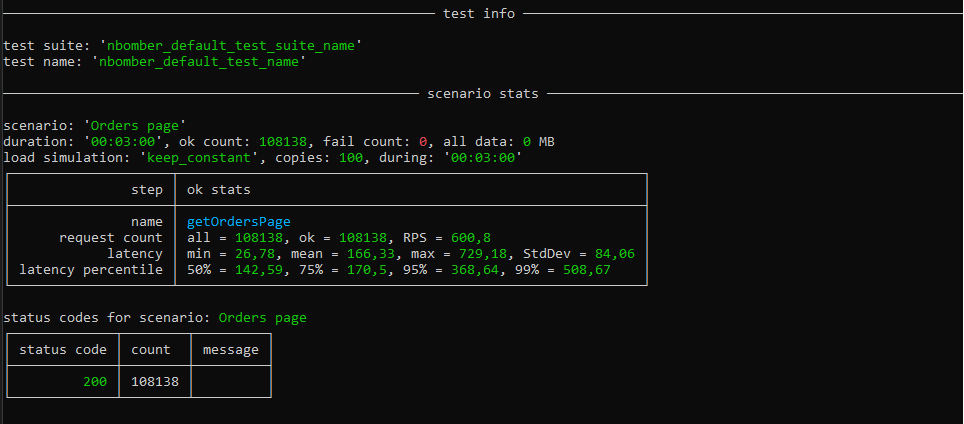 test info
test suite: 'nbomber_default_test_suite_name'
test name: 'nbomber_default_test_name'
scenario stats
scenario: 'Orders page'
duration: '00:03:00', ok count: 108138, fail count: 0, all data: 0 MB
load simulation: 'keep_constant', copies: 100, during: '00:03:00'
step ok stats
name getOrdersPage
request count all = 108138, ok = 108138, RPS = 600,8
latency min = 26,78, mean = 166,33, max = 729,18, StdDev = 84,06
latency percentile 50% = 142,59, 75% = 170,5, 95% = 368,64, 99% = 508,67
status codes for scenario: Orders page
status code count message
200 108138